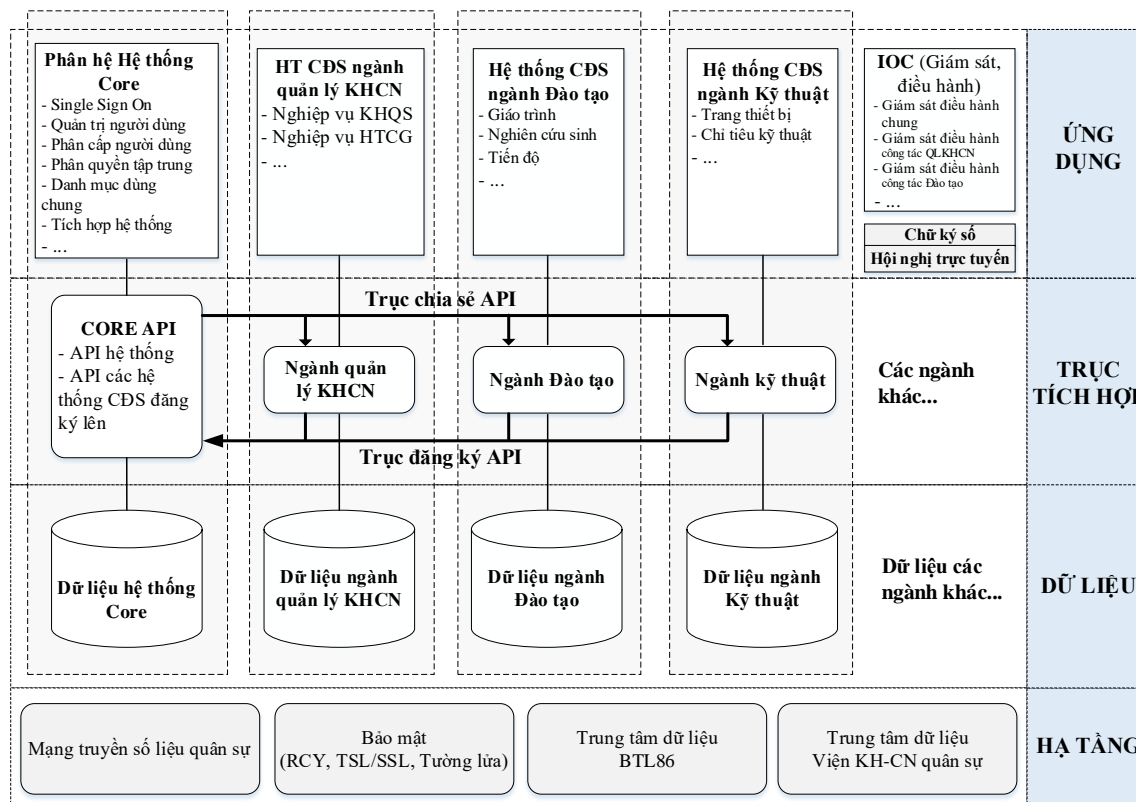 Phân hệ Hệ thống
Core
- Single Sign On
- Quản trị người dùng
- Phân cấp người dùng
- Phân quyền tập trung
- Danh mục dùng
chung
- Tích hợp hệ thống
- ...
HT CĐS ngành
quản lý KHCN
- Nghiệp vụ KHQS
- Nghiệp vụ HTCG
- ...
Hệ thống CĐS
ngành Đào tạo
- Giáo trình
- Nghiên cứu sinh
- Tiến độ
- ...
Hệ thống CĐS
ngành Kỹ thuật
- Trang thiết bị
- Chỉ tiêu kỹ thuật
- ...
IOC (Giám sát,
điều hành)
- Giám sát điều hành
chung
- Giám sát điều hành
công tác QLKHCN
- Giám sát điều hành
công tác Đào tạo
- ...
Chữ ký số
Hội nghị trực tuyến
ỨNG
DỤNG
Trục chia sẻ API
CORE API
- API hệ thống
- API các hệ
thống CĐS đăng
ký lên
Ngành quản
lý KHCN
Ngành Đào tạo
Ngành kỹ thuật
Các ngành
khác...
TRỤC
TÍCH HỢP
Trục đăng ký API
Dữ liệu hệ thống
Core
Dữ liệu ngành
quản lý KHCN
Dữ liệu ngành
Đào tạo
Dữ liệu ngành
Kỹ thuật
Dữ liệu các
ngành khác...
DỮ LIỆU
Mạng truyền số liệu quân sự
Bảo mật
(RCY, TSL/SSL, Tường lửa)
Trung tâm dữ liệu
BTL86
Trung tâm dữ liệu
Viện KH-CN quân sự
HẠ TẦNG